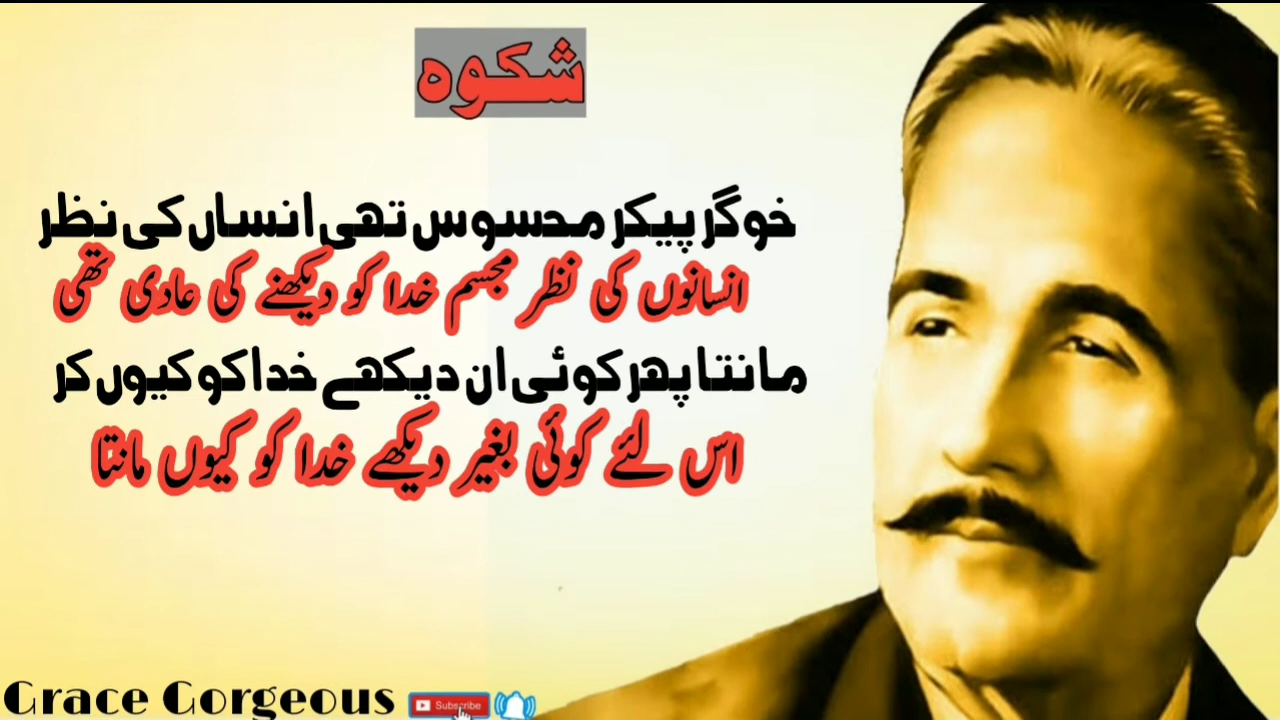 شکوہ
خوگر پیکر محسوس تھی انساں کی نظر
انسانوں کی نظر مجسم خدا کو دیکھنے کی عادی تھی
مانتا پھر کوئی ان دیکھے خدا کو کیوں کر
اس لئے کوئی بغیر دیکھے خدا کو کیوں مانتا
Grace Gorgeous Subscribe